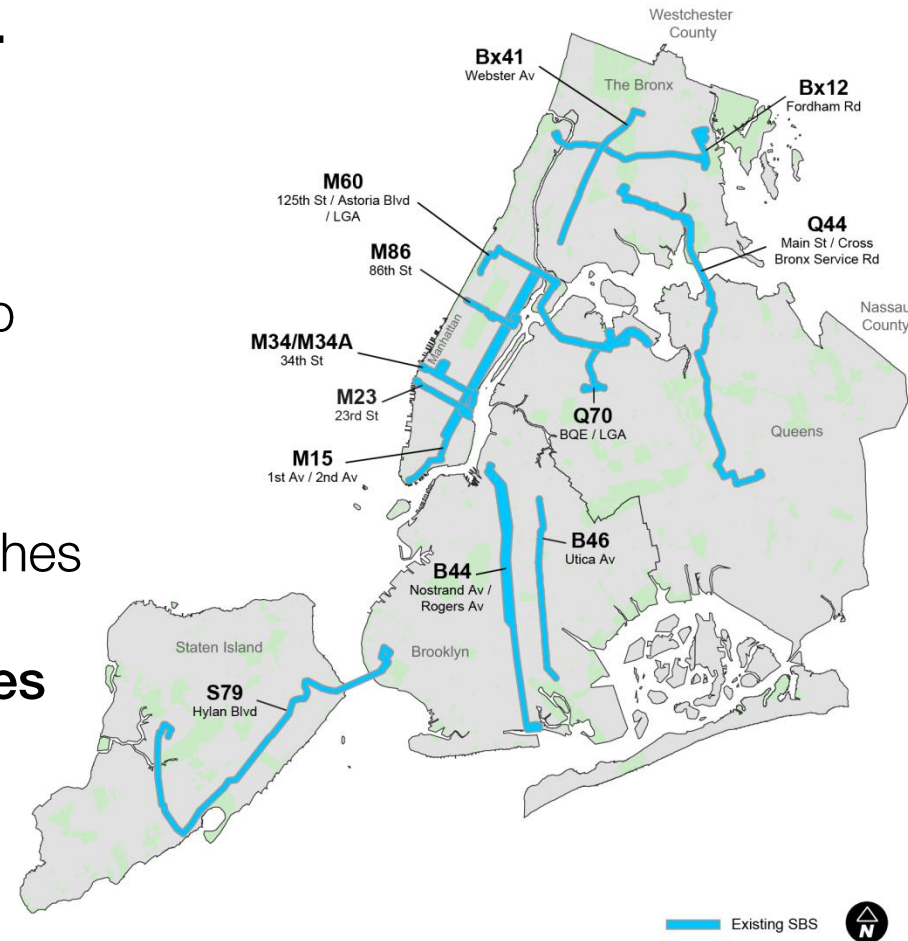 Westchester
County
Bx41
Webster Av
The Bronx
Bx12
Fordham Rd
M60
125th St / Astoria Blvd
/ LGA
Q44
Main St / Cross
Bronx Service Rd
M86
86th St
Nassau
County
Manhattan
M34/M34A
34th St
M23
23rd St
Q70
BQE / LGA
Queens
M15
1st Av / 2nd Av
hes
B46
Utica Av
B44
Nostrand Av /
Rogers Av
Staten Island
Brooklyn
es
S79
Hylan Blvd
Existing SBS
N